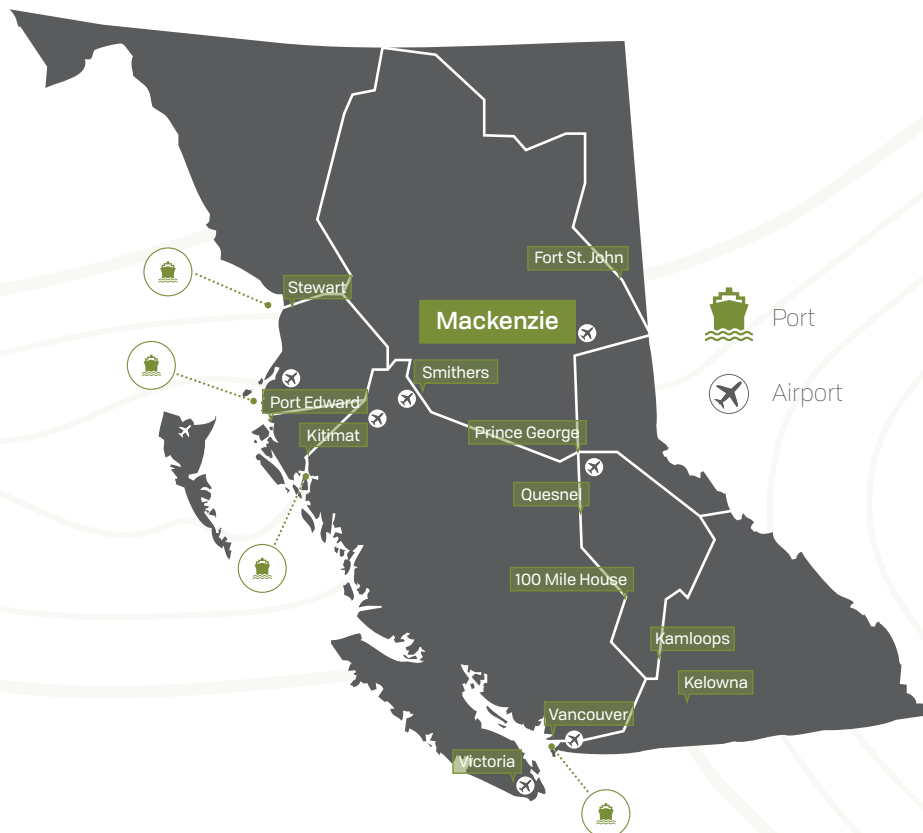 Fort St. John
Stewart
Mackenzie
Port
Smithers
Airport
Port Edward
Kitimat
Prince George
Quesnel
100 Mile House
Kamloops
Kelowna
Vancouver
Victoria